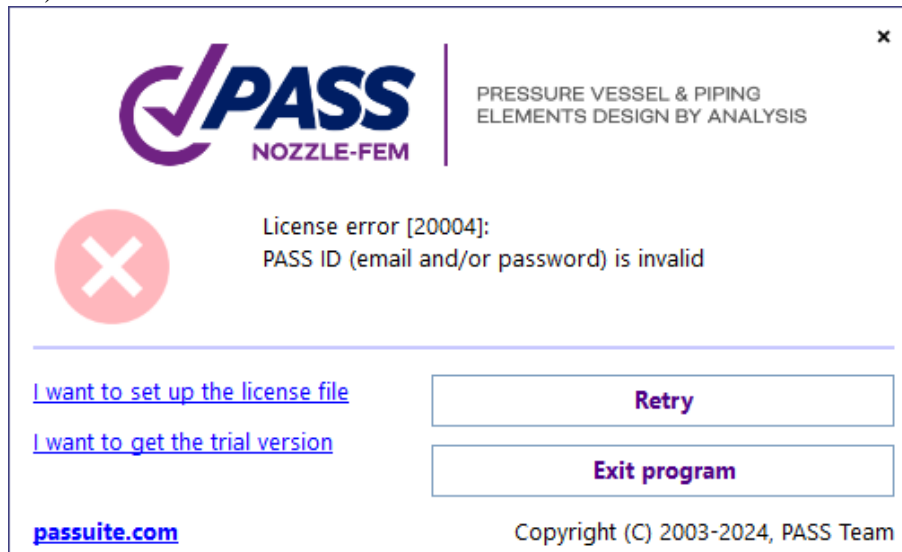 ×
PASS
NOZZLE-FEM
PRESSURE VESSEL & PIPING
ELEMENTS DESIGN BY ANALYSIS
License error [20004]:
PASS ID (email and/or password) is invalid
I want to set up the license file
Retry
I want to get the trial version
Exit program
passuite.com
Copyright (C) 2003-2024, PASS Team